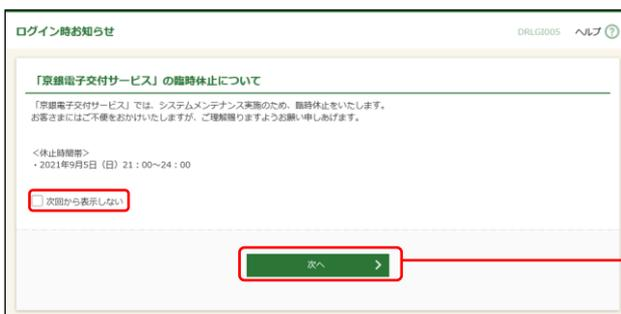 ログイン時お知らせ
DRLGI005 ヘルプ ?
「京銀電子交付サービス」の臨時休止について
「京銀電子交付サービス」では、システムメンテナンス実施のため、臨時休止をいたします。
お客さまにはご不便をおかけいたしますが、ご理解賜りますようお願い申しあげます。
<休止時間帯>
・2021年9月5日（日）21：00～24：00
次回から表示しない
次へ